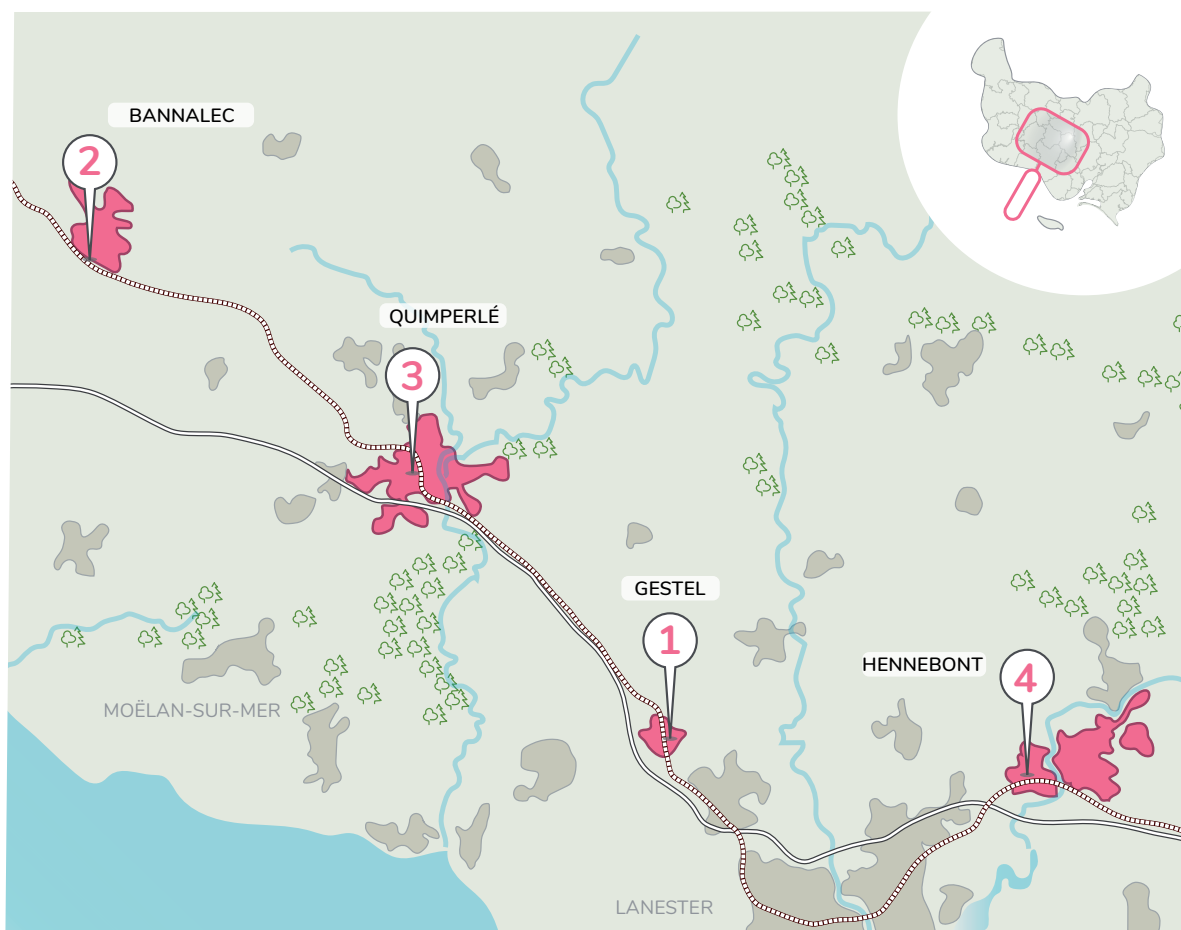 BANNALEC
2
QUIMPERLÉ
3
GESTEL
1
HENNEBONT
4
MOËLAN-SUR-MER
LANESTER